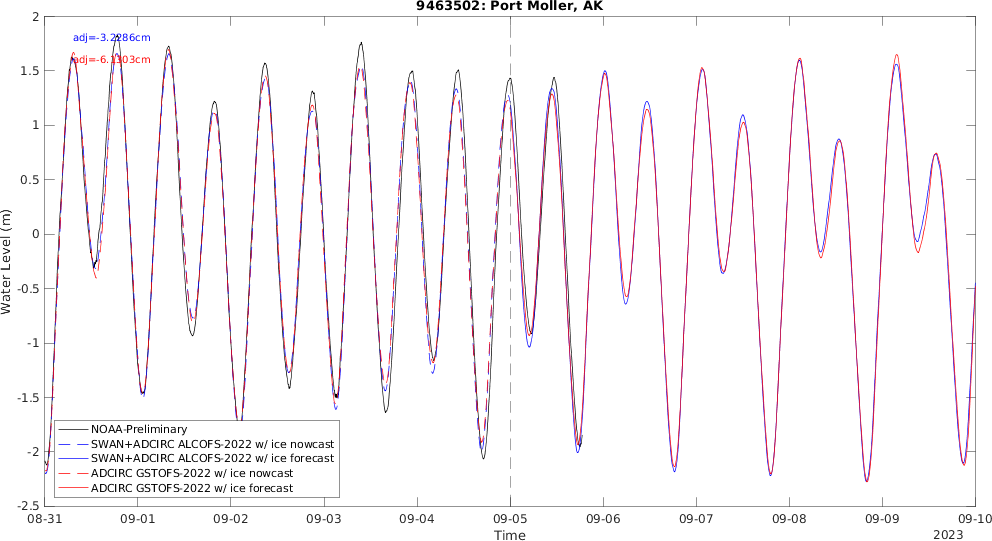 9463502: Port Moller, AK
adj=-3.2286cm
adj=-6.1303cm
2
1.5
1
0.5
0
-0.5
-1
-1.5
-2
-2.5
Water Level (m)
NOAA-Preliminary
SWAN+ADCIRC ALCOFS-2022 w/ ice nowcast
SWAN+ADCIRC ALCOFS-2022 w/ ice forecast
ADCIRC GSTOFS-2022 w/ ice nowcast
ADCIRC GSTOFS-2022 w/ ice forecast
08-31 09-01 09-02 09-03 09-04 09-05 09-06 09-07 09-08 09-09 09-10
Time
2023